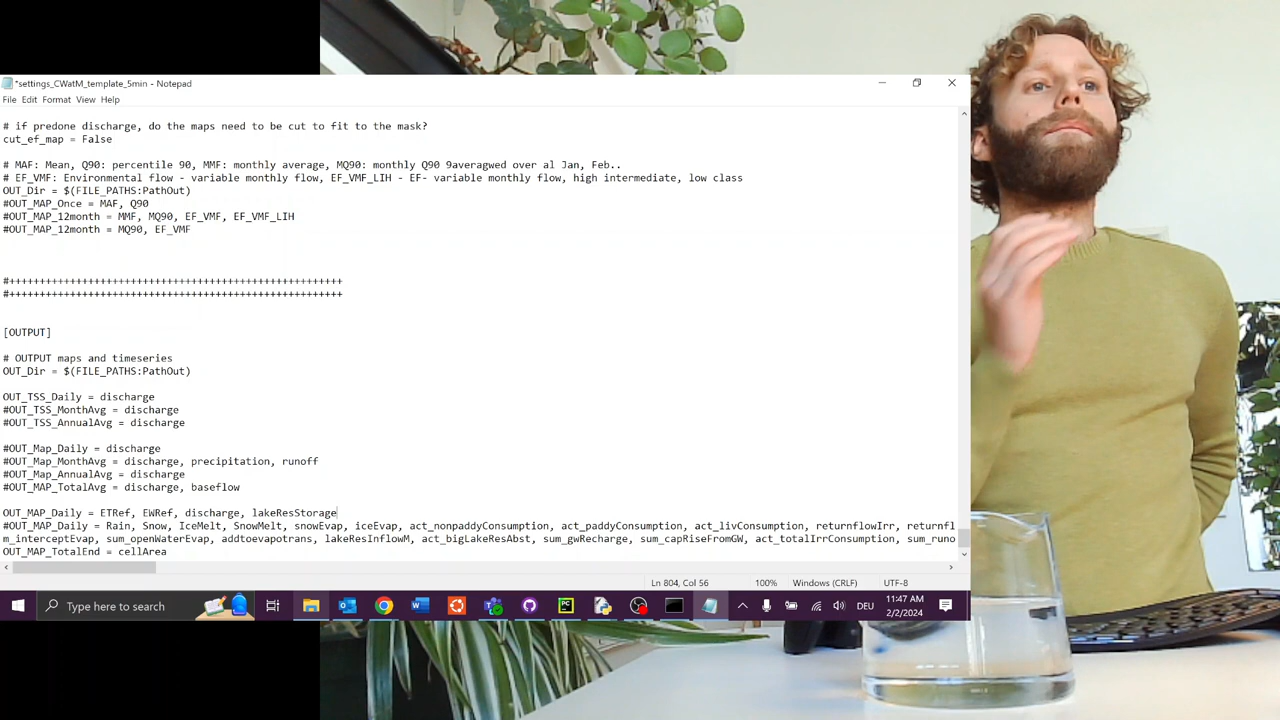 *settings_CWatM_template_5min - Notepad
File Edit Format View Help
# if predone discharge, do the maps need to be cut to fit to the mask?
cut_ef_map = False
# MAF: Mean, Q90: percentile 90, MMF: monthly average, MQ90: monthly Q90 9averagwed over al Jan, Feb..
# EF_VMF: Environmental flow - variable monthly flow, EF_VMF_LIH - EF- variable monthly flow, high intermediate, low class
OUT_Dir = $(FILE_PATHS:PathOut)
#OUT_MAP_Once = MAF, Q90
#OUT_MAP_12month = MMF, MQ90, EF_VMF, EF_VMF_LIH
#OUT_MAP_12month = MQ90, EF_VMF
#++++++++++++++++++++++++++++++++++++++++++++++++++++++
#++++++++++++++++++++++++++++++++++++++++++++++++++++++
[OUTPUT]
# OUTPUT maps and timeseries
OUT_Dir = $(FILE_PATHS:PathOut)
OUT_TSS_Daily = discharge
#OUT_TSS_MonthAvg = discharge
#OUT_TSS_AnnualAvg = discharge
#OUT_Map_Daily = discharge
#OUT_Map_MonthAvg = discharge, precipitation, runoff
#OUT_Map_AnnualAvg = discharge
#OUT_MAP_TotalAvg = discharge, baseflow
OUT_MAP_Daily = ETRef, EWRef, discharge, lakeResStorage
#OUT_MAP_Daily = Rain, Snow, IceMelt, SnowMelt, snowEvap, iceEvap, act_nonpaddyConsumption, act_paddyConsumption, act_livConsumption, returnflowIrr, returnfl
m_interceptEvap, sum_openWaterEvap, addtoevapotrans, lakeResInflowM, act_bigLakeResAbst, sum_gwRecharge, sum_capRiseFromGW, act_totalIrrConsumption, sum_runo
OUT_MAP_TotalEnd = cellArea
Ln 804, Col 56 100% Windows (CRLF) UTF-8
Type here to search
DEU
11:47 AM
2/2/2024